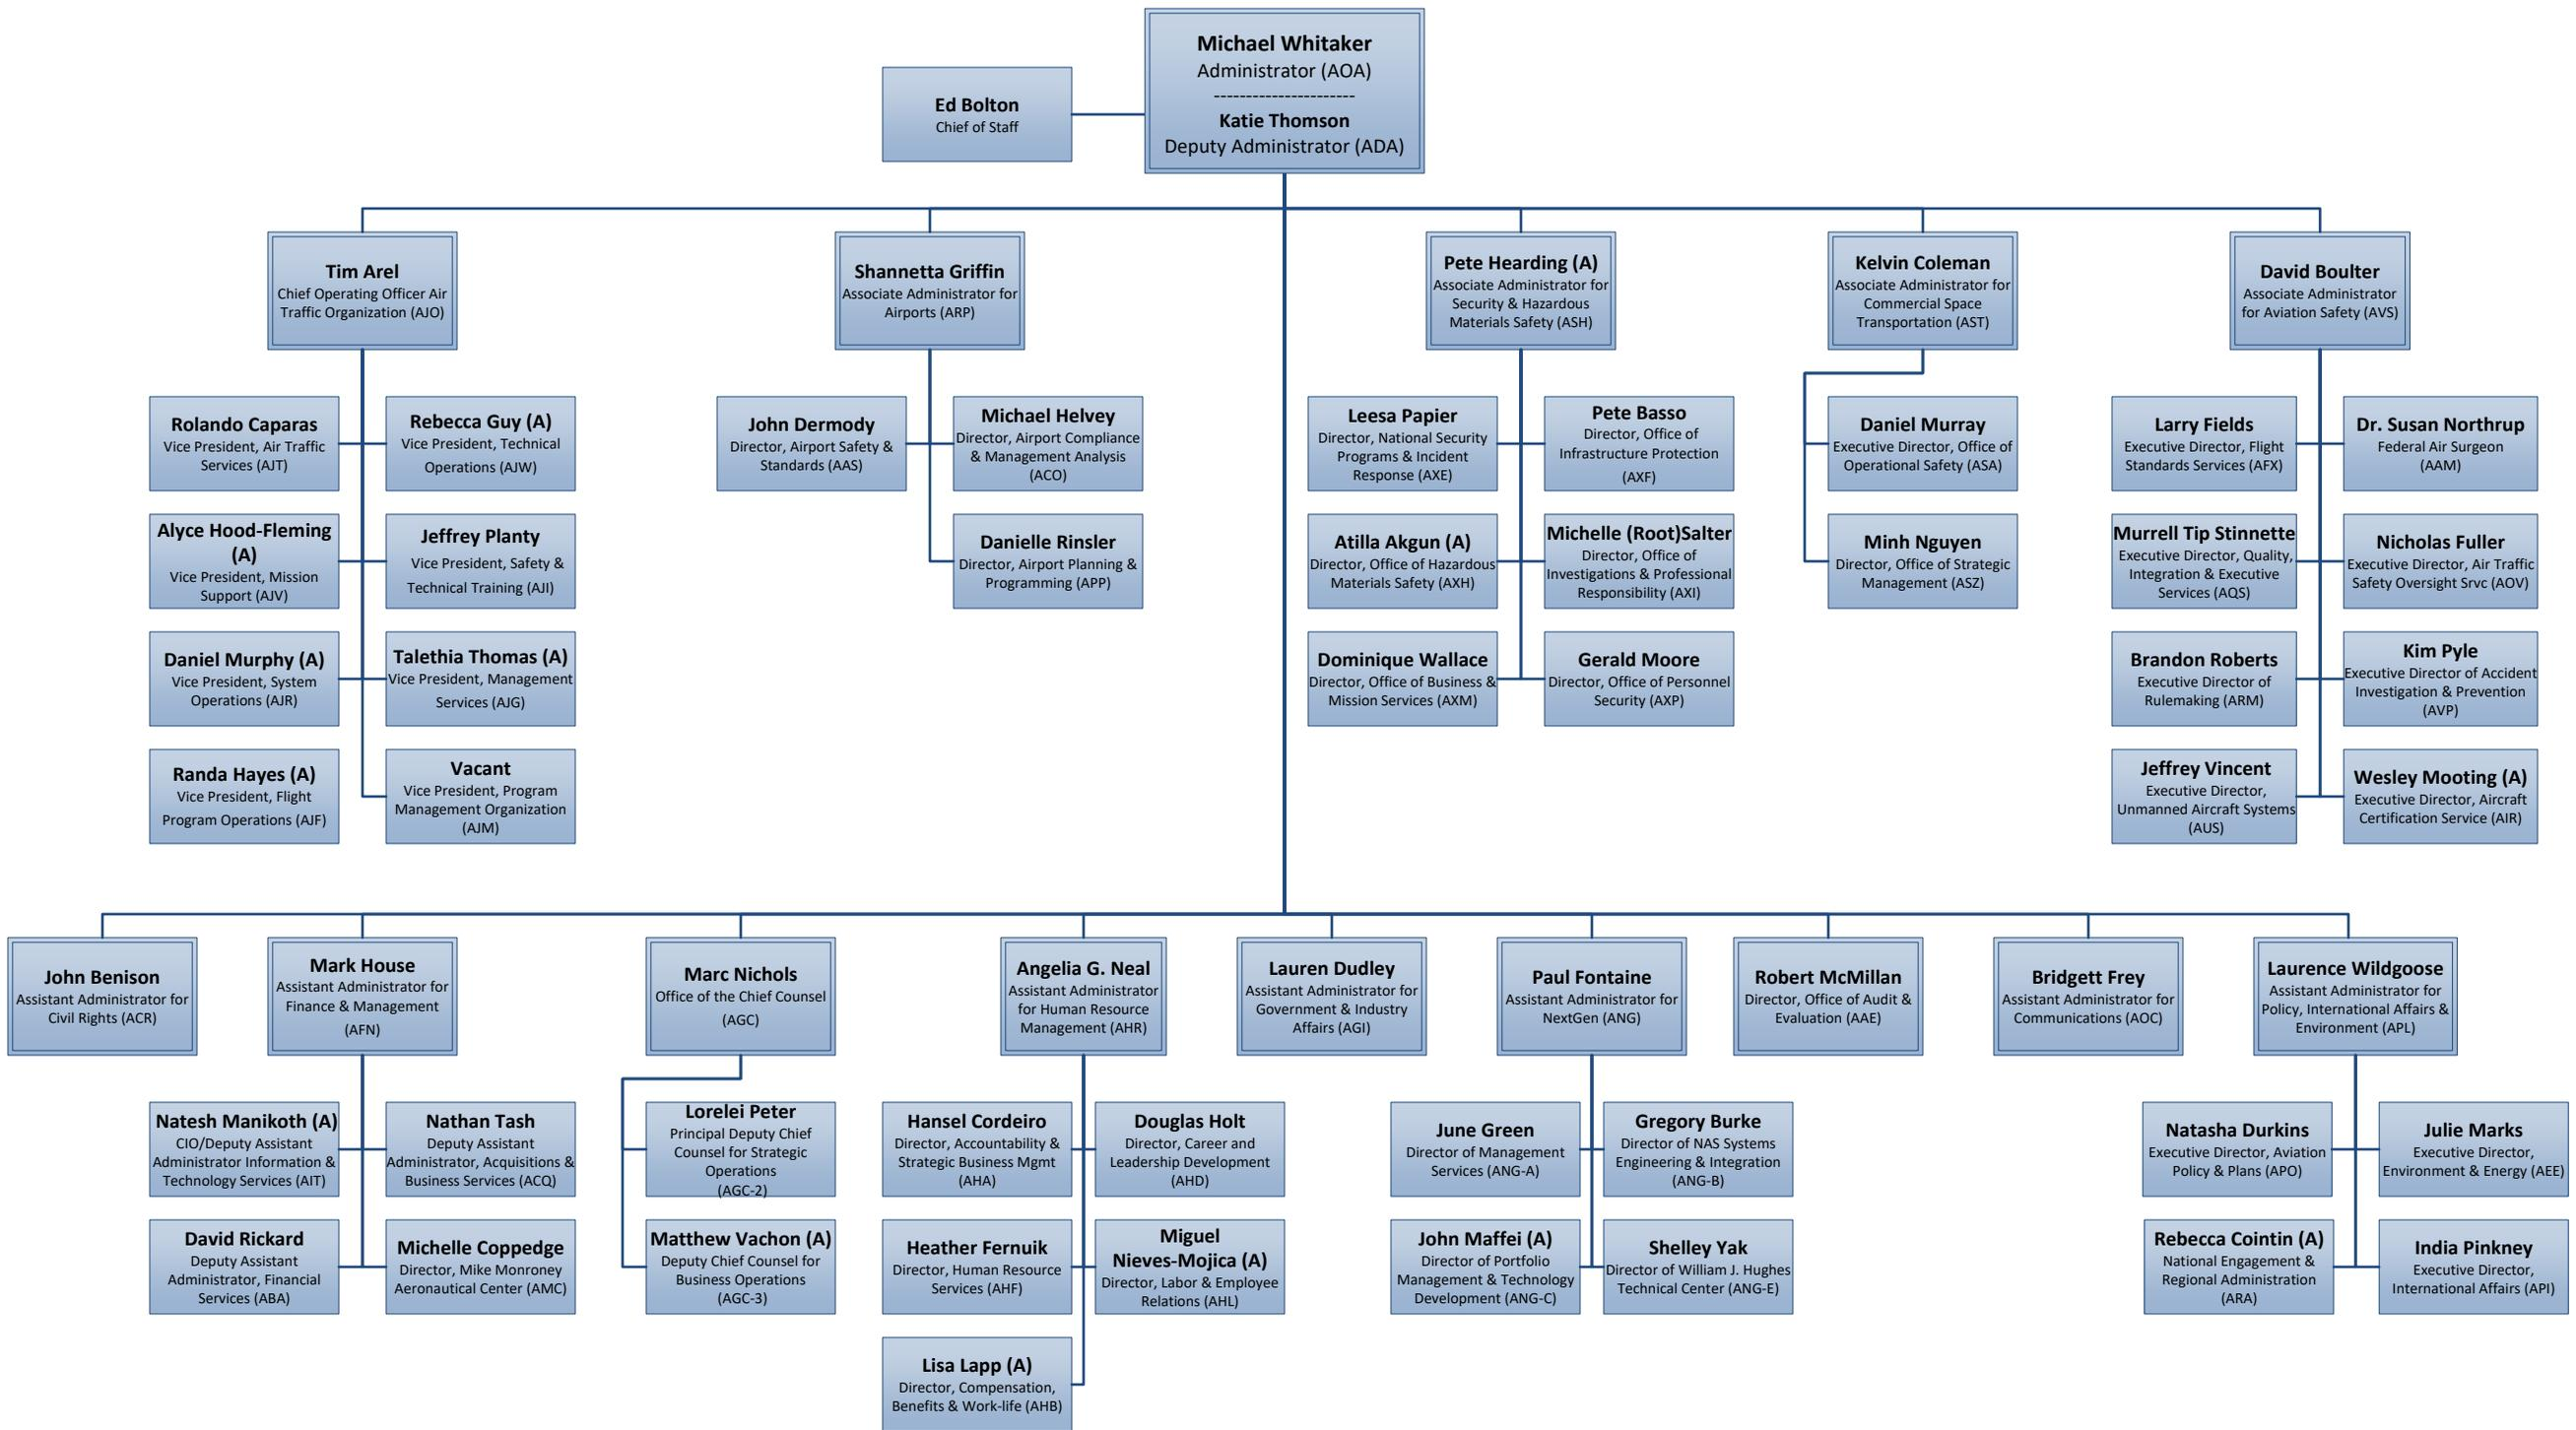 Michael Whitaker
Administrator (AOA)
----------------------
Katie Thomson
Deputy Administrator (ADA)
Ed Bolton
Chief of Staff
Tim Arel
Chief Operating Officer Air
Traffic Organization (AJO)
Shannetta Griffin
Associate Administrator for
Airports (ARP)
Pete Hearding (A)
Associate Administrator for
Security & Hazardous
Materials Safety (ASH)
Kelvin Coleman
Associate Administrator for
Commercial Space
Transportation (AST)
David Boulter
Associate Administrator
for Aviation Safety (AVS)
Rolando Caparas
Vice President, Air Traffic
Services (AJT)
Rebecca Guy (A)
Vice President, Technical
Operations (AJW)
John Dermody
Director, Airport Safety &
Standards (AAS)
Michael Helvey
Director, Airport Compliance
& Management Analysis
(ACO)
Leesa Papier
Director, National Security
Programs & Incident
Response (AXE)
Pete Basso
Director, Office of
Infrastructure Protection
(AXF)
Daniel Murray
Executive Director, Office of
Operational Safety (ASA)
Larry Fields
Executive Director, Flight
Standards Services (AFX)
Dr. Susan Northrup
Federal Air Surgeon
(AAM)
Alyce Hood-Fleming
(A)
Vice President, Mission
Support (AJV)
Jeffrey Planty
Vice President, Safety &
Technical Training (AJI)
Danielle Rinsler
Director, Airport Planning &
Programming (APP)
Atilla Akgun (A)
Director, Office of Hazardous
Materials Safety (AXH)
Michelle (Root)Salter
Director, Office of
Investigations & Professional
Responsibility (AXI)
Minh Nguyen
Director, Office of Strategic
Management (ASZ)
Murrell Tip Stinnette
Executive Director, Quality,
Integration & Executive
Services (AQS)
Nicholas Fuller
Executive Director, Air Traffic
Safety Oversight Srvc (AOV)
Daniel Murphy (A)
Vice President, System
Operations (AJR)
Talethia Thomas (A)
Vice President, Management
Services (AJG)
Dominique Wallace
Director, Office of Business &
Mission Services (AXM)
Gerald Moore
Director, Office of Personnel
Security (AXP)
Brandon Roberts
Executive Director of
Rulemaking (ARM)
Kim Pyle
Executive Director of Accident
Investigation & Prevention
(AVP)
Randa Hayes (A)
Vice President, Flight
Program Operations (AJF)
Vacant
Vice President, Program
Management Organization
(AJM)
Jeffrey Vincent
Executive Director,
Unmanned Aircraft Systems
(AUS)
Wesley Mooting (A)
Executive Director, Aircraft
Certification Service (AIR)
John Benison
Assistant Administrator for
Civil Rights (ACR)
Mark House
Assistant Administrator for
Finance & Management
(AFN)
Marc Nichols
Office of the Chief Counsel
(AGC)
Angelia G. Neal
Assistant Administrator
for Human Resource
Management (AHR)
Lauren Dudley
Assistant Administrator for
Government & Industry
Affairs (AGI)
Paul Fontaine
Assistant Administrator for
NextGen (ANG)
Robert McMillan
Director, Office of Audit &
Evaluation (AAE)
Bridgett Frey
Assistant Administrator for
Communications (AOC)
Laurence Wildgoose
Assistant Administrator for
Policy, International Affairs &
Environment (APL)
Natesh Manikoth (A)
CIO/Deputy Assistant
Administrator Information &
Technology Services (AIT)
Nathan Tash
Deputy Assistant
Administrator, Acquisitions &
Business Services (ACQ)
Lorelei Peter
Principal Deputy Chief
Counsel for Strategic
Operations
(AGC-2)
Hansel Cordeiro
Director, Accountability &
Strategic Business Mgmt
(AHA)
Douglas Holt
Director, Career and
Leadership Development
(AHD)
June Green
Director of Management
Services (ANG-A)
Gregory Burke
Director of NAS Systems
Engineering & Integration
(ANG-B)
Natasha Durkins
Executive Director, Aviation
Policy & Plans (APO)
Julie Marks
Executive Director,
Environment & Energy (AEE)
David Rickard
Deputy Assistant
Administrator, Financial
Services (ABA)
Michelle Coppedge
Director, Mike Monroney
Aeronautical Center (AMC)
Matthew Vachon (A)
Deputy Chief Counsel for
Business Operations
(AGC-3)
Heather Fernuik
Director, Human Resource
Services (AHF)
Miguel
Nieves-Mojica (A)
Director, Labor & Employee
Relations (AHL)
John Maffei (A)
Director of Portfolio
Management & Technology
Development (ANG-C)
Shelley Yak
Director of William J. Hughes
Technical Center (ANG-E)
Rebecca Cointin (A)
National Engagement &
Regional Administration
(ARA)
India Pinkney
Executive Director,
International Affairs (API)
Lisa Lapp (A)
Director, Compensation,
Benefits & Work-life (AHB)